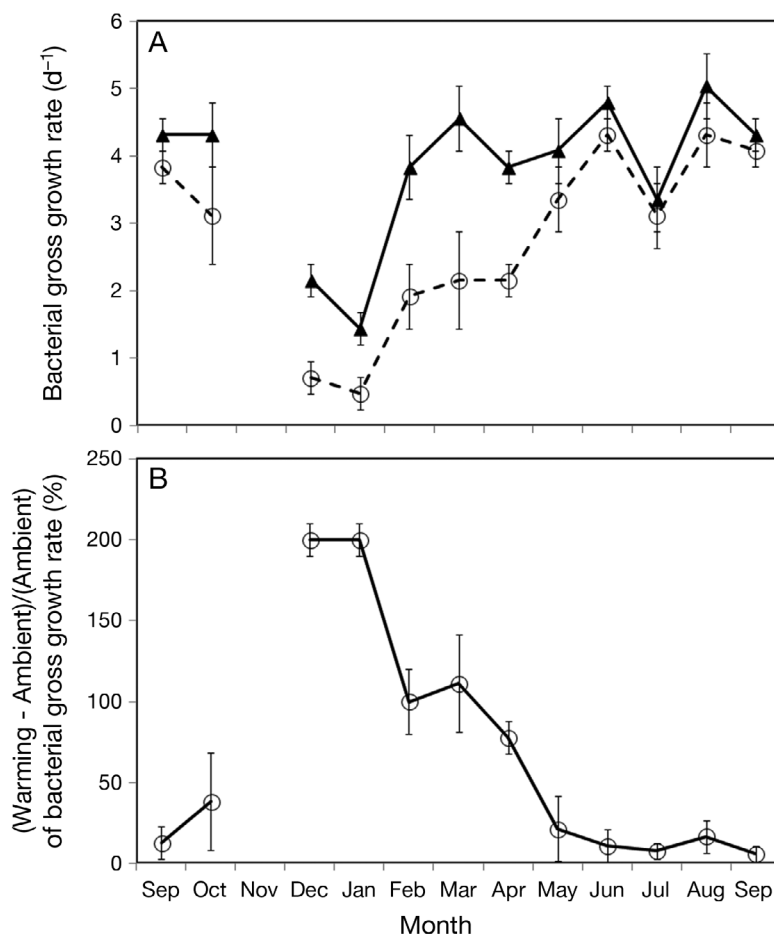 A
Bacterial gross growth rate (d⁻¹)
6
5
4
3
2
1
0
B
(Warming - Ambient)/(Ambient)
of bacterial gross growth rate (%)
250
200
150
100
50
0
Sep Oct Nov Dec Jan Feb Mar Apr May Jun Jul Aug Sep
Month